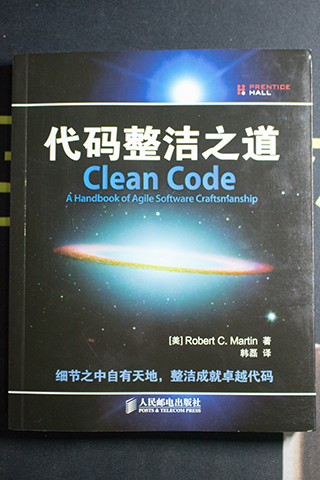 PRENTICE
HALL
代码整洁之道
Clean Code
A Handbook of Agile Software Craftsmanship
[美] Robert C. Martin 著
韩磊 译
细节之中自有天地，整洁成就卓越代码
人民邮电出版社
POSTS & TELECOM PRESS